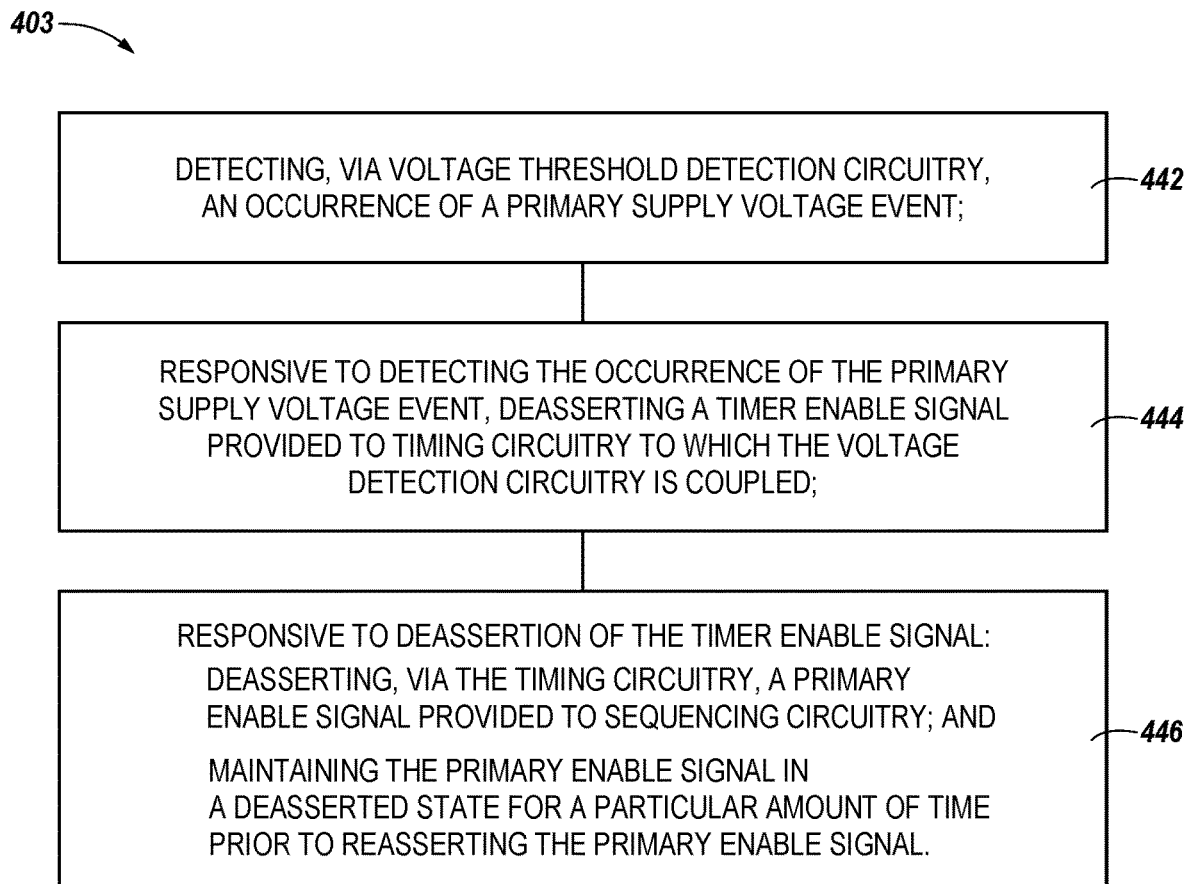 403
DETECTING, VIA VOLTAGE THRESHOLD DETECTION CIRCUITRY,
AN OCCURRENCE OF A PRIMARY SUPPLY VOLTAGE EVENT;
442
RESPONSIVE TO DETECTING THE OCCURRENCE OF THE PRIMARY
SUPPLY VOLTAGE EVENT, DEASSERTING A TIMER ENABLE SIGNAL
PROVIDED TO TIMING CIRCUITRY TO WHICH THE VOLTAGE
DETECTION CIRCUITRY IS COUPLED;
444
RESPONSIVE TO DEASSERTION OF THE TIMER ENABLE SIGNAL:
DEASSERTING, VIA THE TIMING CIRCUITRY, A PRIMARY
ENABLE SIGNAL PROVIDED TO SEQUENCING CIRCUITRY; AND
MAINTAINING THE PRIMARY ENABLE SIGNAL IN
A DEASSERTED STATE FOR A PARTICULAR AMOUNT OF TIME
PRIOR TO REASSERTING THE PRIMARY ENABLE SIGNAL.
446